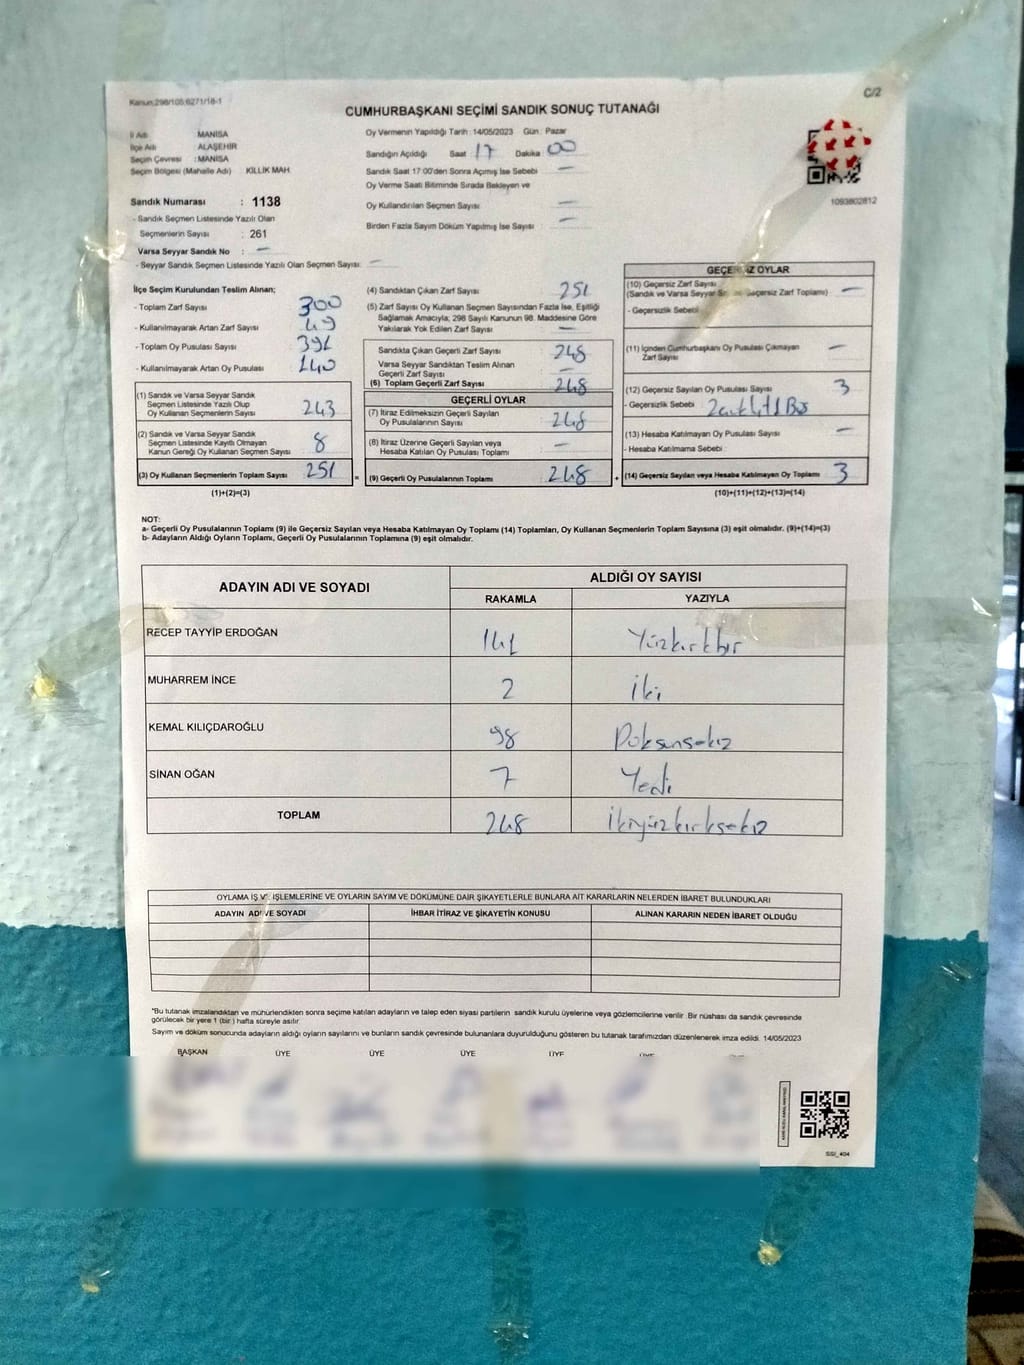 Kanun:298/105;6271/18-1
C/2
CUMHURBAŞKANI SEÇİMİ SANDIK SONUÇ TUTANAĞI
İl Adı MANİSA
İlçe Adı ALAŞEHİR
Seçim Çevresi : MANİSA
Seçim Bölgesi (Mahalle Adı) KILLIK MAH.
Sandık Numarası : 1138
- Sandık Seçmen Listesinde Yazılı Olan
Seçmenlerin Sayısı : 261
Varsa Seyyar Sandık No : —
- Seyyar Sandık Seçmen Listesinde Yazılı Olan Seçmen Sayısı: —
Oy Vermenin Yapıldığı Tarih : 14/05/2023 Gün : Pazar
Sandığın Açıldığı Saat : 17 Dakika : 00
Sandık Saat 17:00'den Sonra Açılmış İse Sebebi : —
Oy Verme Saati Bitiminde Sırada Bekleyen ve
Oy Kullandırılan Seçmen Sayısı : —
Birden Fazla Sayım Döküm Yapılmış İse Sayısı : —
1093802812
İlçe Seçim Kurulundan Teslim Alınan;
- Toplam Zarf Sayısı : 300
- Kullanılmayarak Artan Zarf Sayısı : 49
- Toplam Oy Pusulası Sayısı : 391
- Kullanılmayarak Artan Oy Pusulası : 140
(1) Sandık ve Varsa Seyyar Sandık
Seçmen Listesinde Yazılı Olup
Oy Kullanan Seçmenlerin Sayısı : 243
(2) Sandık ve Varsa Seyyar Sandık
Seçmen Listesinde Kayıtlı Olmayan
Kanun Gereği Oy Kullanan Seçmen Sayısı : 8
(3) Oy Kullanan Seçmenlerin Toplam Sayısı : 251
(1)+(2)=(3)
(4) Sandıktan Çıkan Zarf Sayısı : 251
(5) Zarf Sayısı Oy Kullanan Seçmen Sayısından Fazla İse, Eşitliği
Sağlamak Amacıyla; 298 Sayılı Kanunun 98. Maddesine Göre
Yakılarak Yok Edilen Zarf Sayısı : —
Sandıkta Çıkan Geçerli Zarf Sayısı : 248
Varsa Seyyar Sandıktan Teslim Alınan
Geçerli Zarf Sayısı : —
(6) Toplam Geçerli Zarf Sayısı : 248
GEÇERLİ OYLAR
(7) İtiraz Edilmeksizin Geçerli Sayılan
Oy Pusulalarının Sayısı : 248
(8) İtiraz Üzerine Geçerli Sayılan veya
Hesaba Katılan Oy Pusulası Toplamı : —
= (9) Geçerli Oy Pusulalarının Toplamı : 248 +
GEÇERSİZ OYLAR
(10) Geçersiz Zarf Sayısı : —
(Sandık ve Varsa Seyyar Geçersiz Zarf Toplamı)
- Geçersizlik Sebebi
(11) İçinden Cumhurbaşkanı Oy Pusulası Çıkmayan
Zarf Sayısı : —
(12) Geçersiz Sayılan Oy Pusulası Sayısı : 3
- Geçersizlik Sebebi :
(13) Hesaba Katılmayan Oy Pusulası Sayısı : —
- Hesaba Katılmama Sebebi :
(14) Geçersiz Sayılan veya Hesaba Katılmayan Oy Toplamı : 3
(10)+(11)+(12)+(13)=(14)
NOT:
a- Geçerli Oy Pusulalarının Toplamı (9) ile Geçersiz Sayılan veya Hesaba Katılmayan Oy Toplamı (14) Toplamları, Oy Kullanan Seçmenlerin Toplam Sayısına (3) eşit olmalıdır. (9)+(14)=(3)
b- Adayların Aldığı Oyların Toplamı, Geçerli Oy Pusulalarının Toplamına (9) eşit olmalıdır.
ADAYIN ADI VE SOYADI ALDIĞI OY SAYISI
RAKAMLA YAZIYLA
RECEP TAYYİP ERDOĞAN 141 Yüzkırkbir
MUHARREM İNCE 2 İki
KEMAL KILIÇDAROĞLU 98 Doksansekiz
SİNAN OĞAN 7 Yedi
TOPLAM 248 İkiyüzkırksekiz
OYLAMA İŞ VE İŞLEMLERİNE VE OYLARIN SAYIM VE DÖKÜMÜNE DAİR ŞİKAYETLERLE BUNLARA AİT KARARLARIN NELERDEN İBARET BULUNDUKLARI
ADAYIN ADI VE SOYADI İHBAR İTİRAZ VE ŞİKAYETİN KONUSU ALINAN KARARIN NEDEN İBARET OLDUĞU
*Bu tutanak imzalandıktan ve mühürlendikten sonra seçime katılan adayların ve talep eden siyasi partilerin sandık kurulu üyelerine veya gözlemcilerine verilir. Bir nüshası da sandık çevresinde
görülecek bir yere 1 (bir) hafta süreyle asılır.
Sayım ve döküm sonucunda adayların aldığı oyların sayılarını ve bunların sandık çevresinde bulunanlara duyurulduğunu gösteren bu tutanak tarafımızdan düzenlenerek imza edildi. 14/05/2023
BAŞKAN ÜYE ÜYE ÜYE ÜYE ÜYE ÜYE
SSI_404